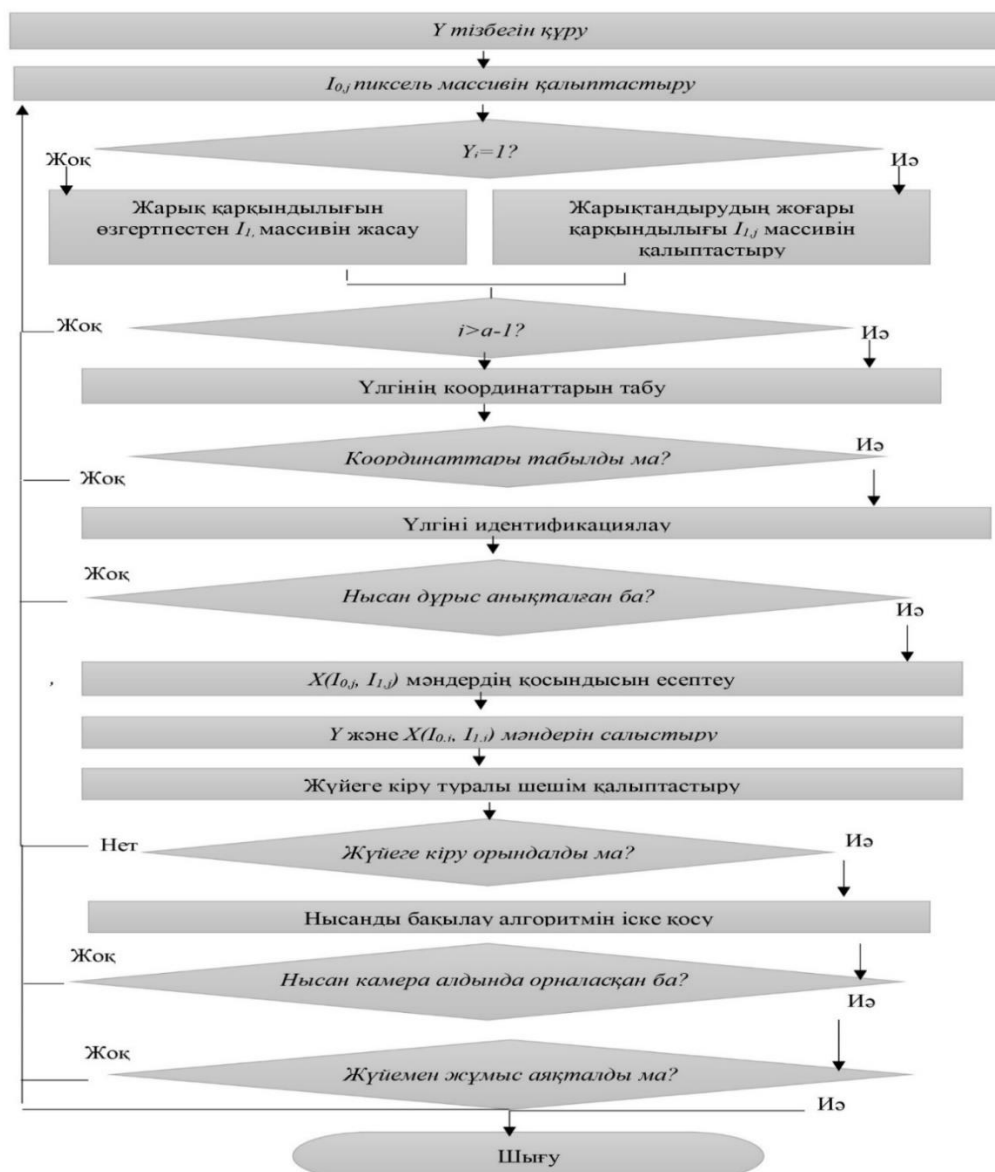 Y тізбегін құру
I0,j пиксель массивін қалыптастыру
Yi=1?
Жоқ
Иә
Жарық қарқындылығын
өзгертпестен I1, массивін жасау
Жарықтандырудың жоғары
қарқындылығы I1,j массивін
қалыптастыру
Жоқ
i>a-1?
Иә
Үлгінің координаттарын табу
Координаттары табылды ма?
Иә
Жоқ
Үлгіні идентификациялау
Жоқ
Нысан дұрыс анықталған ба?
Иә
,
X(I0,j, I1,j) мәндердің қосындысын есептеу
Y және X(I0,i, I1,i) мәндерін салыстыру
Жүйеге кіру туралы шешім қалыптастыру
Нет
Жүйеге кіру орындалды ма?
Иә
Нысанды бақылау алгоритмін іске қосу
Жоқ
Нысан камера алдында орналасқан ба?
Иә
Жоқ
Жүйемен жұмыс аяқталды ма?
Иә
Шығу